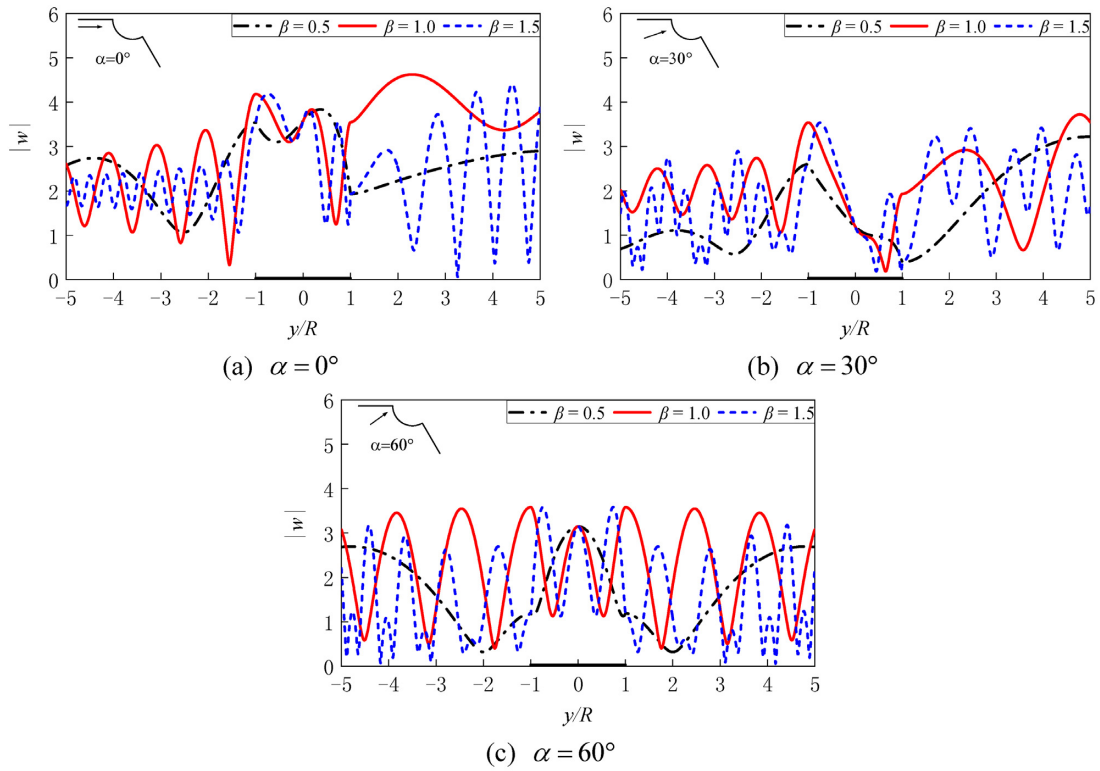 6 β = 0.5 β = 1.0 β = 1.5
5
α=0°
4
3
2
1
0
|w|
−5 −4 −3 −2 −1 0 1 2 3 4 5
y/R
(a) α = 0°
6 β = 0.5 β = 1.0 β = 1.5
5
α=30°
4
3
2
1
0
|w|
−5 −4 −3 −2 −1 0 1 2 3 4 5
y/R
(b) α = 30°
6 β = 0.5 β = 1.0 β = 1.5
5
α=60°
4
3
2
1
0
|w|
-5 -4 -3 -2 -1 0 1 2 3 4 5
y/R
(c) α = 60°